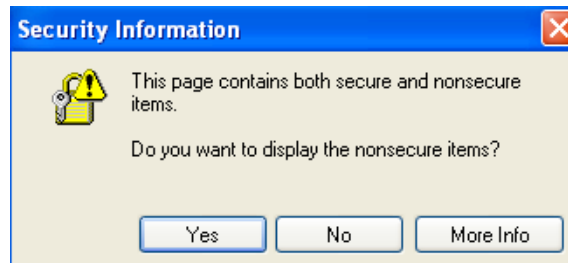 Security Information
This page contains both secure and nonsecure
items.
Do you want to display the nonsecure items?
Yes
No
More Info